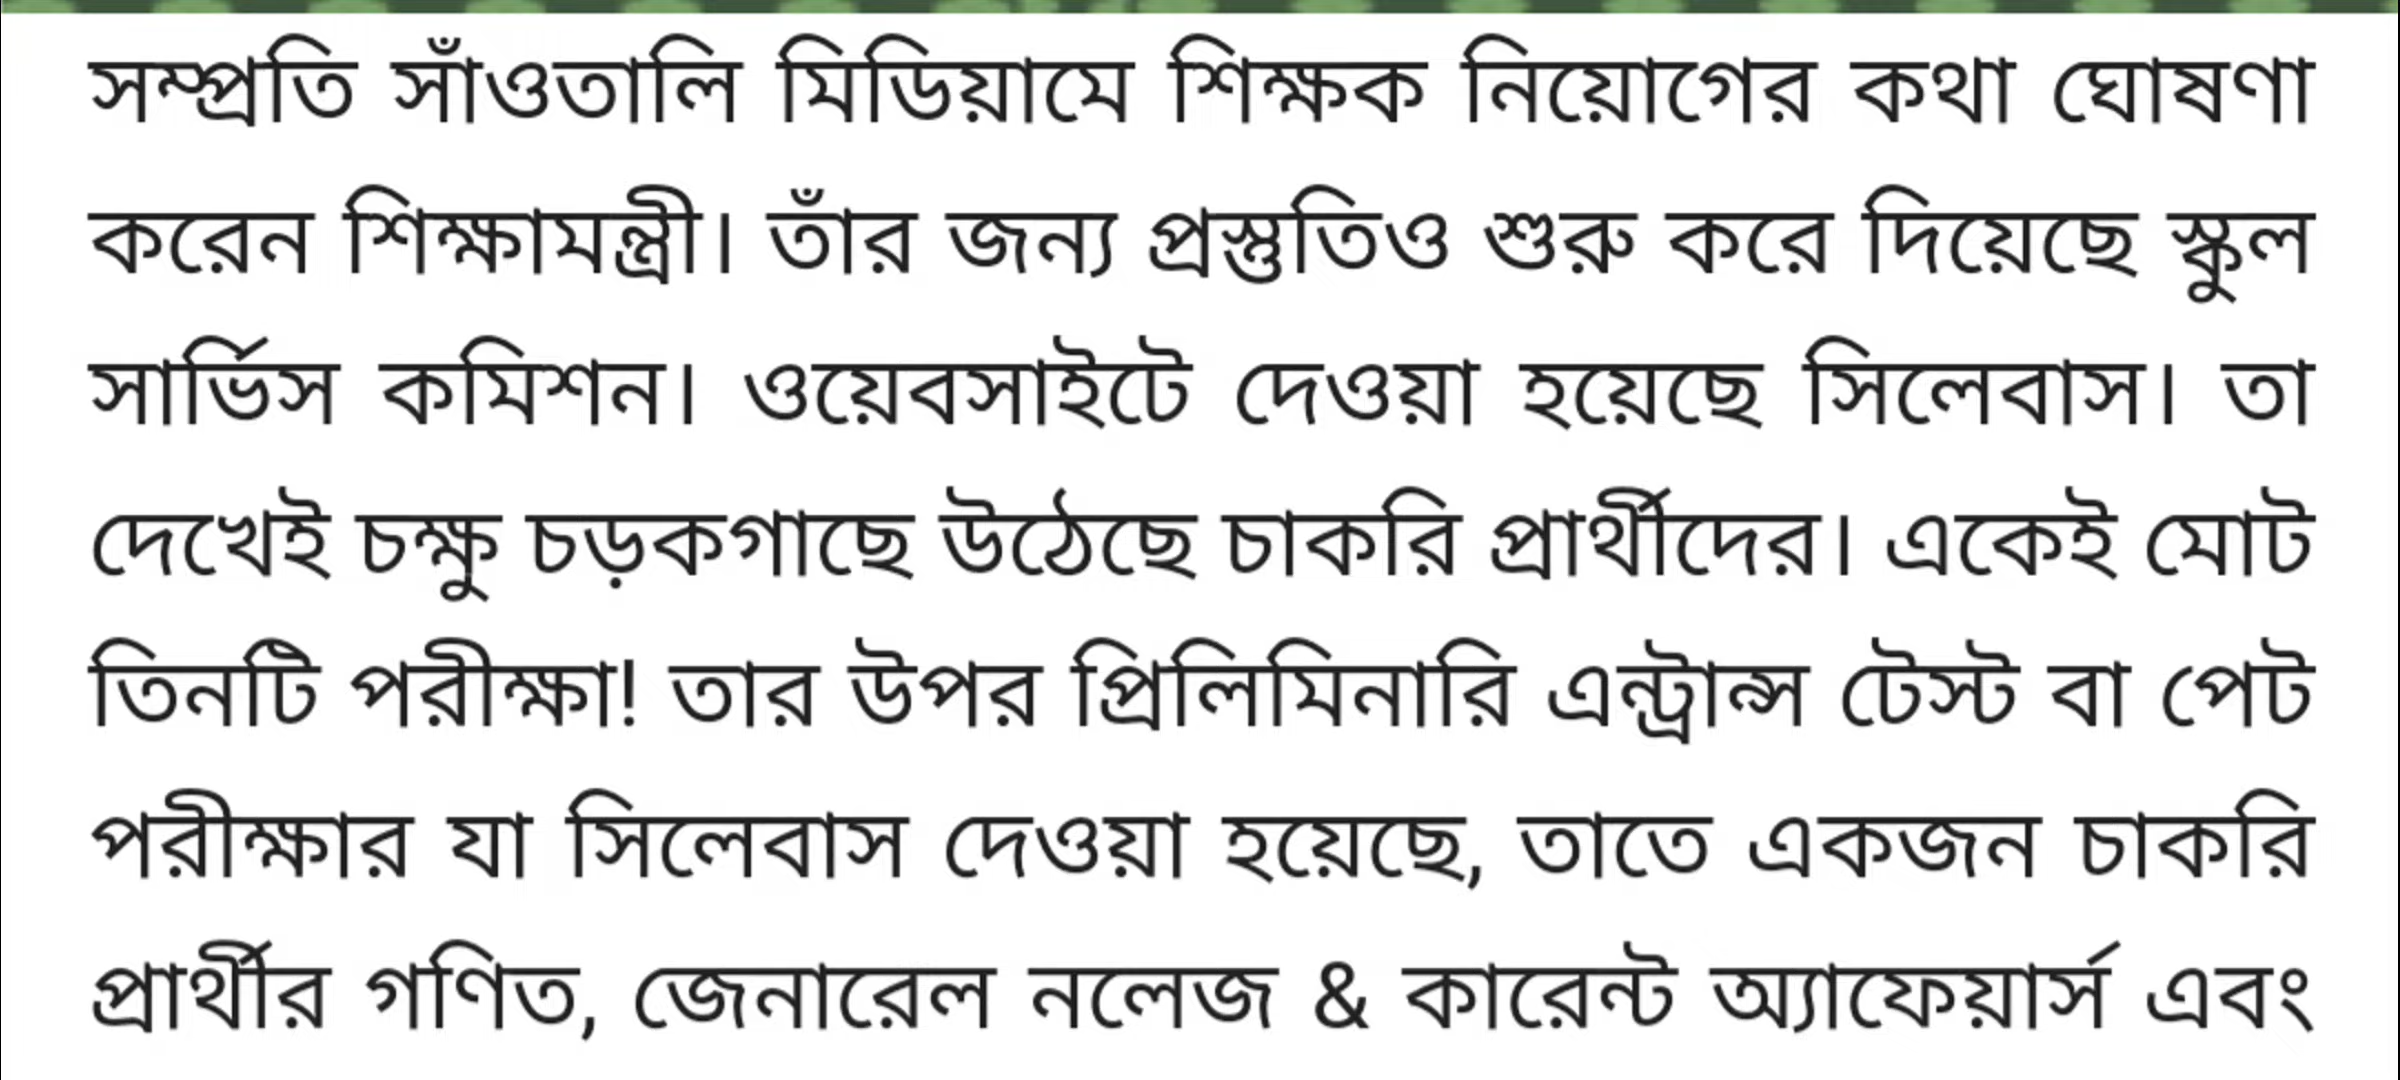 সম্প্রতি সাঁওতালি মিডিয়ামে শিক্ষক নিয়োগের কথা ঘোষণা
করেন শিক্ষামন্ত্রী। তাঁর জন্য প্রস্তুতিও শুরু করে দিয়েছে স্কুল
সার্ভিস কমিশন। ওয়েবসাইটে দেওয়া হয়েছে সিলেবাস। তা
দেখেই চক্ষু চড়কগাছে উঠেছে চাকরি প্রার্থীদের। একেই মোট
তিনটি পরীক্ষা! তার উপর প্রিলিমিনারি এন্ট্রান্স টেস্ট বা পেট
পরীক্ষার যা সিলেবাস দেওয়া হয়েছে, তাতে একজন চাকরি
প্রার্থীর গণিত, জেনারেল নলেজ & কারেন্ট অ্যাফেয়ার্স এবং